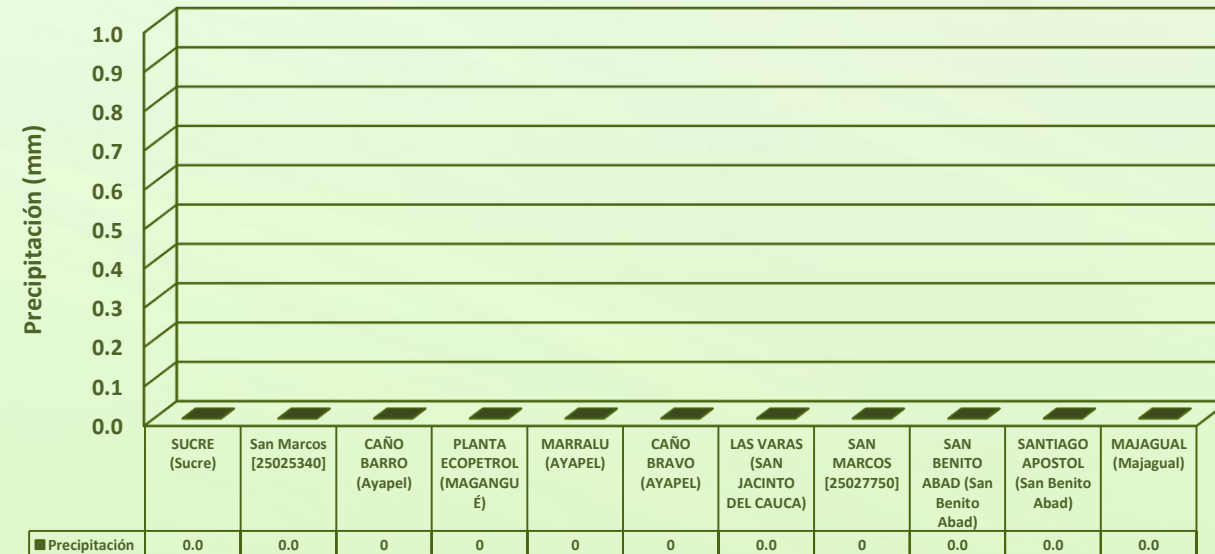 Precipitación (mm)
1.0
0.9
0.8
0.7
0.6
0.5
0.4
0.3
0.2
0.1
0.0
SUCRE
(Sucre)
San Marcos
[25025340]
CAÑO
BARRO
(Ayapel)
PLANTA
ECOPETROL
(MAGANGU
É)
MARRALU
(AYAPEL)
CAÑO
BRAVO
(AYAPEL)
LAS VARAS
(SAN
JACINTO
DEL CAUCA)
SAN
MARCOS
[25027750]
SAN
BENITO
ABAD (San
Benito
Abad)
SANTIAGO
APOSTOL
(San Benito
Abad)
MAJAGUAL
(Majagual)
Precipitación 0.0 0.0 0 0 0 0 0.0 0 0.0 0.0 0.0